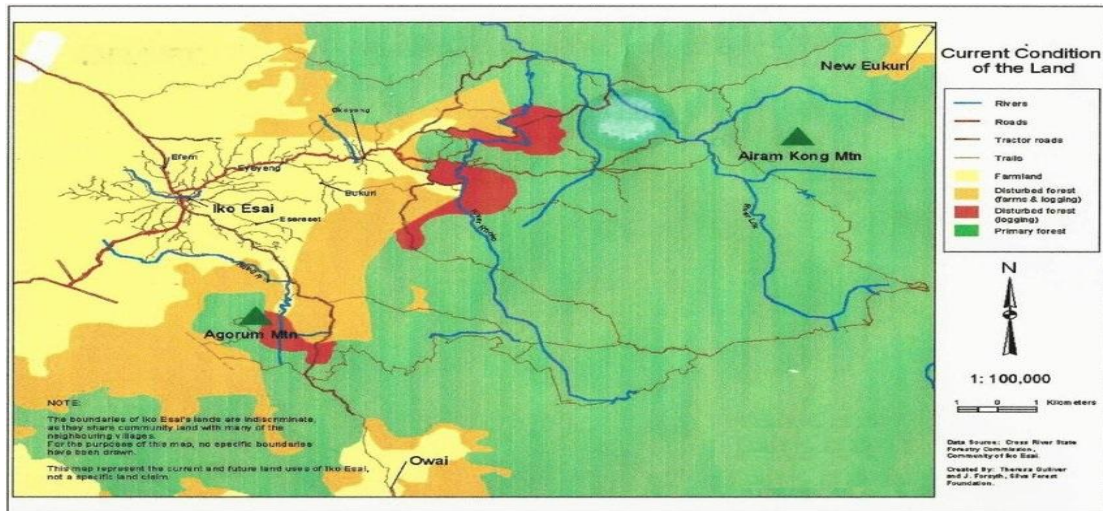 New Eukuri
Current Condition
of the Land
Rivers
Roads
Tractor roads
Trails
Farmland
Disturbed forest
(farms & logging)
Disturbed forest
(logging)
Primary forest
Airam Kong Mtn
Efem
Eyeyeng
Iko Esai
Agorum Mtn
N
1: 100,000
1 0 1 Kilometers
NOTE:
The boundaries of Iko Esai's lands are indiscriminate,
as they share community land with many of the
neighbouring villages.
For the purposes of this map, no specific boundaries
have been drawn.
This map represent the current and future land uses of Iko Esai,
not a specific land claim.
Owai
Data Source: Cross River State
Forestry Commission,
Community of Iko Esai.
Created By: Theresa Gulliver
and J. Forsyth, Silva Forest
Foundation.